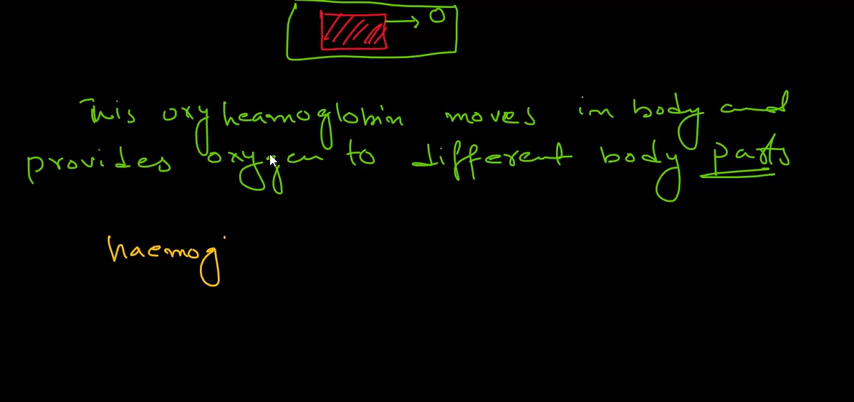 O
This oxyheamoglobin moves in body and
provides oxygen to different body parts
haemog